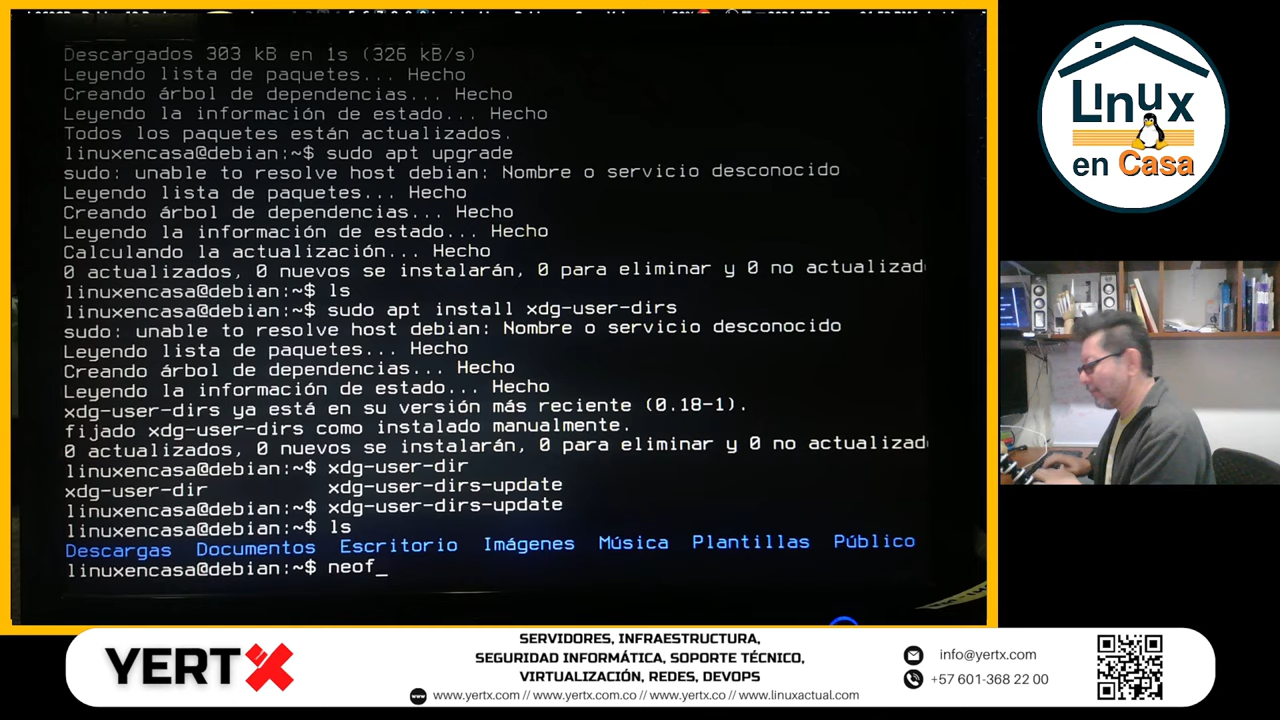 Descargados 303 kB en 1s (326 kB/s)
Leyendo lista de paquetes... Hecho
Creando árbol de dependencias... Hecho
Leyendo la información de estado... Hecho
Todos los paquetes están actualizados.
linuxencasa@debian:~$ sudo apt upgrade
sudo: unable to resolve host debian: Nombre o servicio desconocido
Leyendo lista de paquetes... Hecho
Creando árbol de dependencias... Hecho
Leyendo la información de estado... Hecho
Calculando la actualización... Hecho
0 actualizados, 0 nuevos se instalarán, 0 para eliminar y 0 no actualizad
linuxencasa@debian:~$ ls
linuxencasa@debian:~$ sudo apt install xdg-user-dirs
sudo: unable to resolve host debian: Nombre o servicio desconocido
Leyendo lista de paquetes... Hecho
Creando árbol de dependencias... Hecho
Leyendo la información de estado... Hecho
xdg-user-dirs ya está en su versión más reciente (0.18-1).
fijado xdg-user-dirs como instalado manualmente.
0 actualizados, 0 nuevos se instalarán, 0 para eliminar y 0 no actualizad
linuxencasa@debian:~$ xdg-user-dir
xdg-user-dir xdg-user-dirs-update
linuxencasa@debian:~$ xdg-user-dirs-update
linuxencasa@debian:~$ ls
Descargas Documentos Escritorio Imágenes Música Plantillas Público
linuxencasa@debian:~$ neof_
Linux
en Casa
YERTX
SERVIDORES, INFRAESTRUCTURA,
SEGURIDAD INFORMÁTICA, SOPORTE TÉCNICO,
VIRTUALIZACIÓN, REDES, DEVOPS
www.yertx.com // www.yertx.com.co // www.yertx.co // www.linuxactual.com
info@yertx.com
+57 601-368 22 00